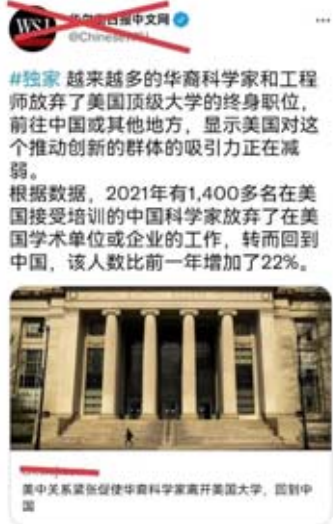 WSJ
华尔街日报中文网
@ChineseWSJ
#独家 越来越多的华裔科学家和工程
师放弃了美国顶级大学的终身职位，
前往中国或其他地方，显示美国对这
个推动创新的群体的吸引力正在减
弱。
根据数据，2021年有1,400多名在美
国接受培训的中国科学家放弃了在美
国学术单位或企业的工作，转而回到
中国，该人数比前一年增加了22%。
美中关系紧张促使华裔科学家离开美国大学，回到中
国